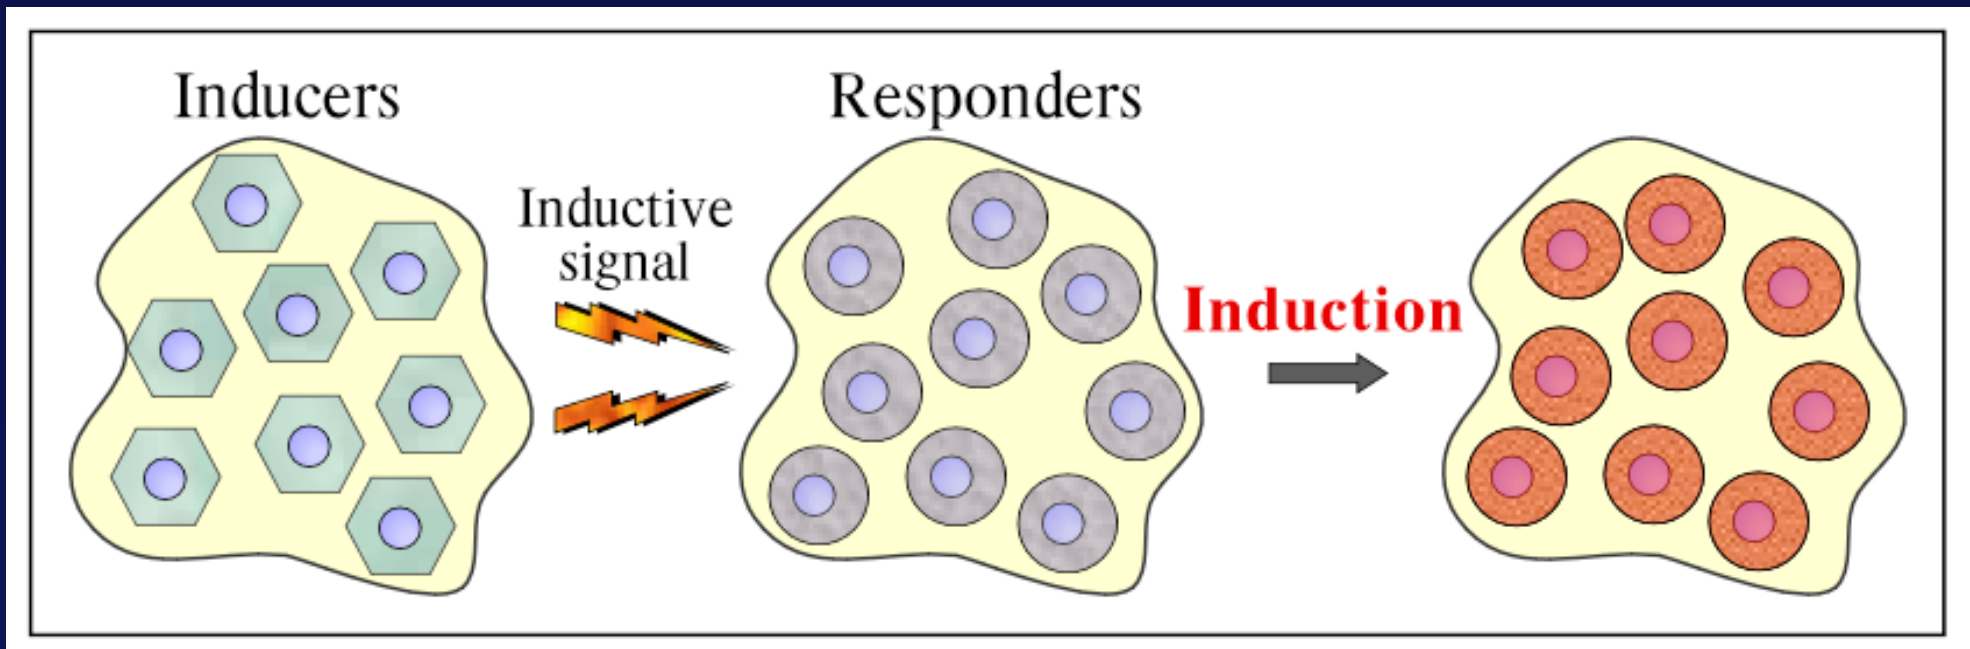 Inducers
Responders
Inductive
signal
Induction